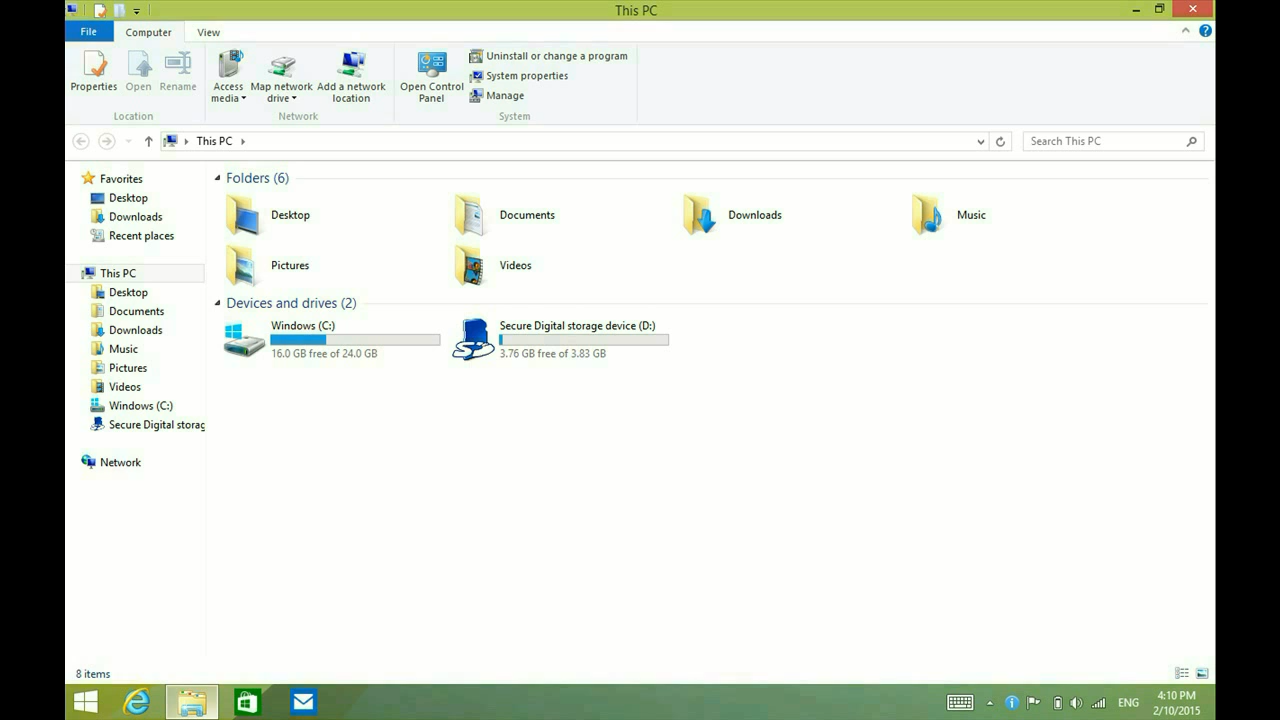 This PC
File Computer View
Properties Open Rename Access media Map network drive Add a network location Open Control Panel Uninstall or change a program
System properties
Manage
Location Network System
This PC Search This PC
Favorites
Desktop
Downloads
Recent places
This PC
Desktop
Documents
Downloads
Music
Pictures
Videos
Windows (C:)
Secure Digital storag
Network
Folders (6)
Desktop Documents Downloads Music
Pictures Videos
Devices and drives (2)
Windows (C:) Secure Digital storage device (D:)
16.0 GB free of 24.0 GB 3.76 GB free of 3.83 GB
8 items
ENG 4:10 PM
2/10/2015